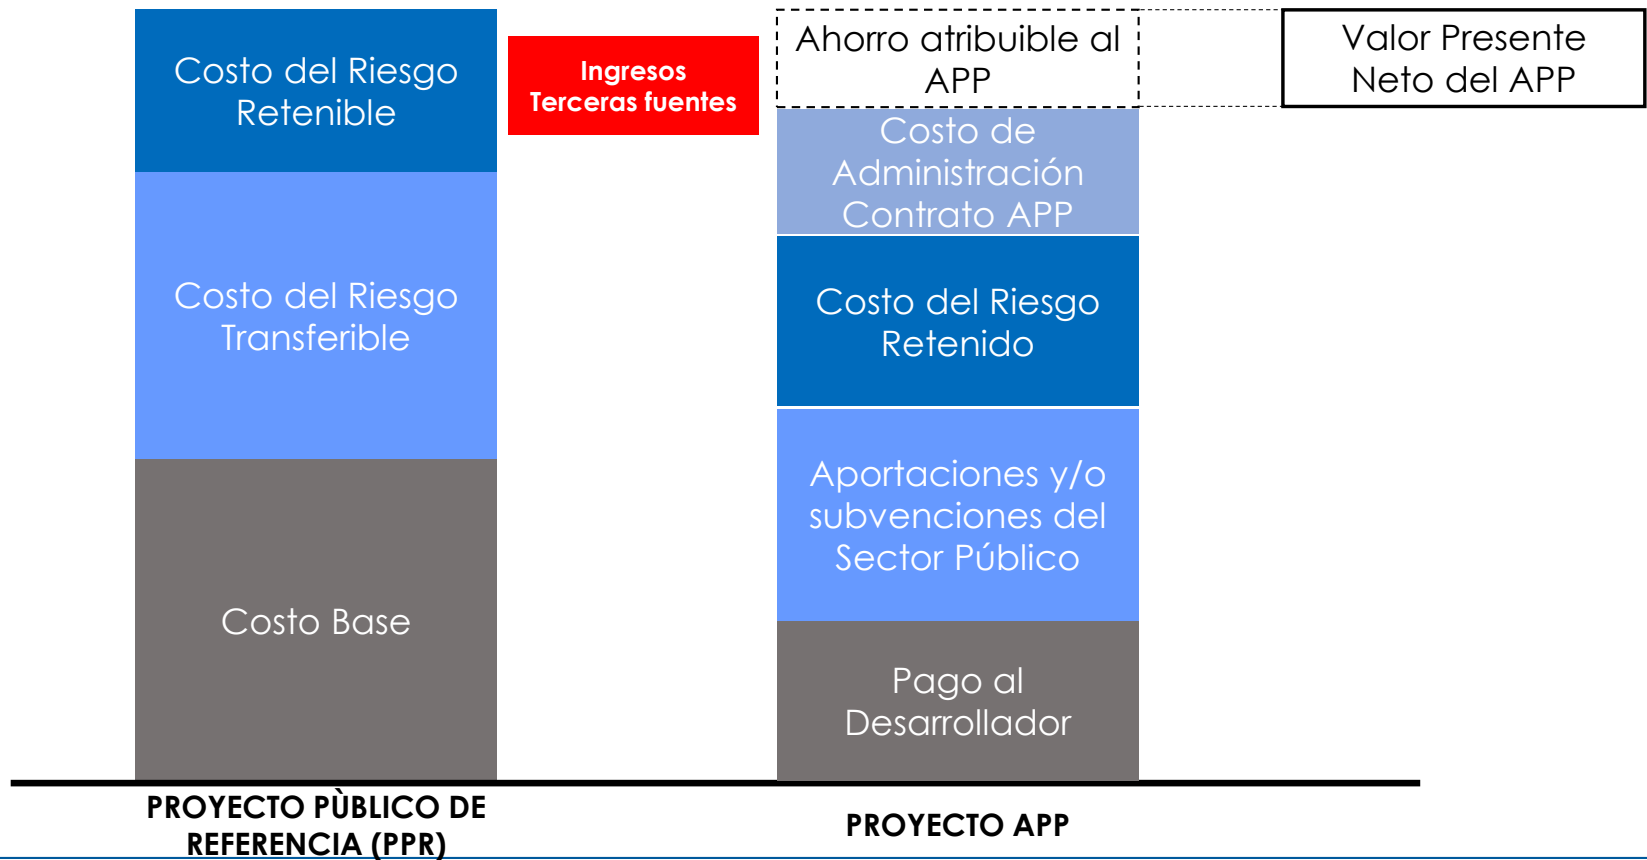 Costo del Riesgo
Retenible
Costo del Riesgo
Transferible
Costo Base
PROYECTO PÙBLICO DE
REFERENCIA (PPR)
Ingresos
Terceras fuentes
Ahorro atribuible al
APP
Costo de
Administración
Contrato APP
Costo del Riesgo
Retenido
Aportaciones y/o
subvenciones del
Sector Público
Pago al
Desarrollador
PROYECTO APP
Valor Presente
Neto del APP